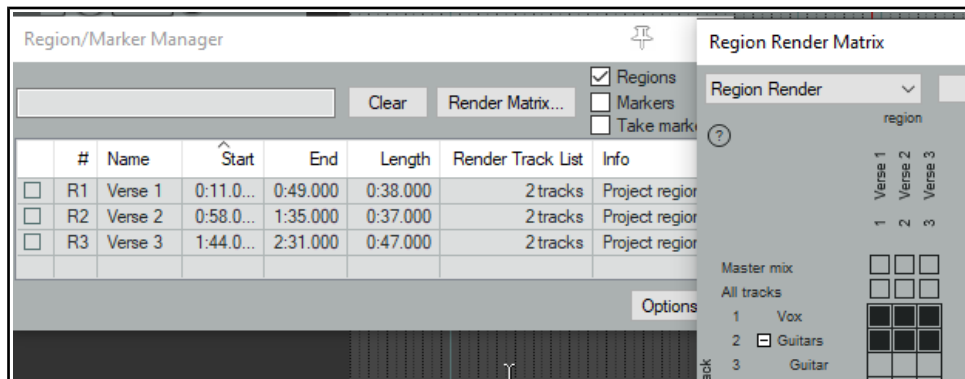 Region/Marker Manager
Clear
Render Matrix...
Regions
Markers
Take mark
# Name Start End Length Render Track List Info
R1 Verse 1 0:11.0... 0:49.000 0:38.000 2 tracks Project region
R2 Verse 2 0:58.0... 1:35.000 0:37.000 2 tracks Project region
R3 Verse 3 1:44.0... 2:31.000 0:47.000 2 tracks Project region
Options
Region Render Matrix
Region Render
?
region
Verse 1
Verse 2
Verse 3
1 2 3
Master mix
All tracks
1 Vox
2 Guitars
3 Guitar